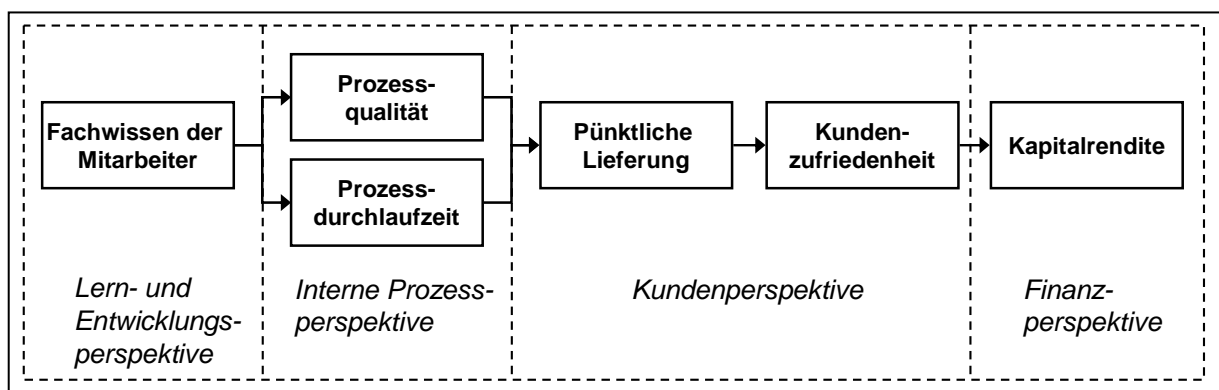 Fachwissen der
Mitarbeiter
Prozess-
qualität
Prozess-
durchlaufzeit
Pünktliche
Lieferung
Kunden-
zufriedenheit
Kapitalrendite
Lern- und
Entwicklungs-
perspektive
Interne Prozess-
perspektive
Kundenperspektive
Finanz-
perspektive